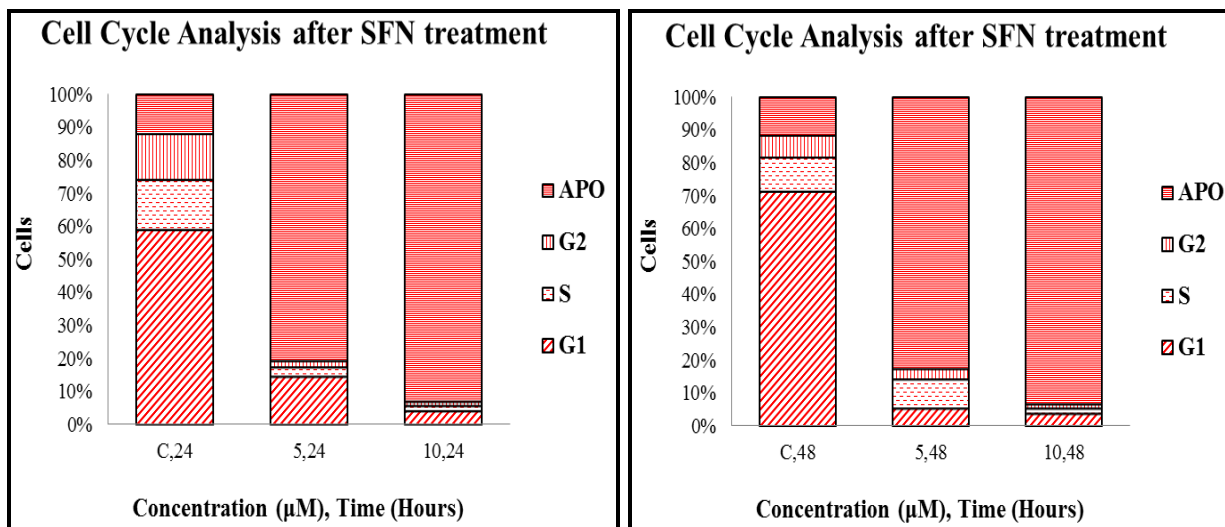 Cell Cycle Analysis after SFN treatment
100%
90%
80%
70%
60%
50%
40%
30%
20%
10%
0%
Cells
APO
G2
S
G1
C,24 5,24 10,24
Concentration (µM), Time (Hours)
Cell Cycle Analysis after SFN treatment
100%
90%
80%
70%
60%
50%
40%
30%
20%
10%
0%
Cells
APO
G2
S
G1
C,48 5,48 10,48
Concentration (µM), Time (Hours)